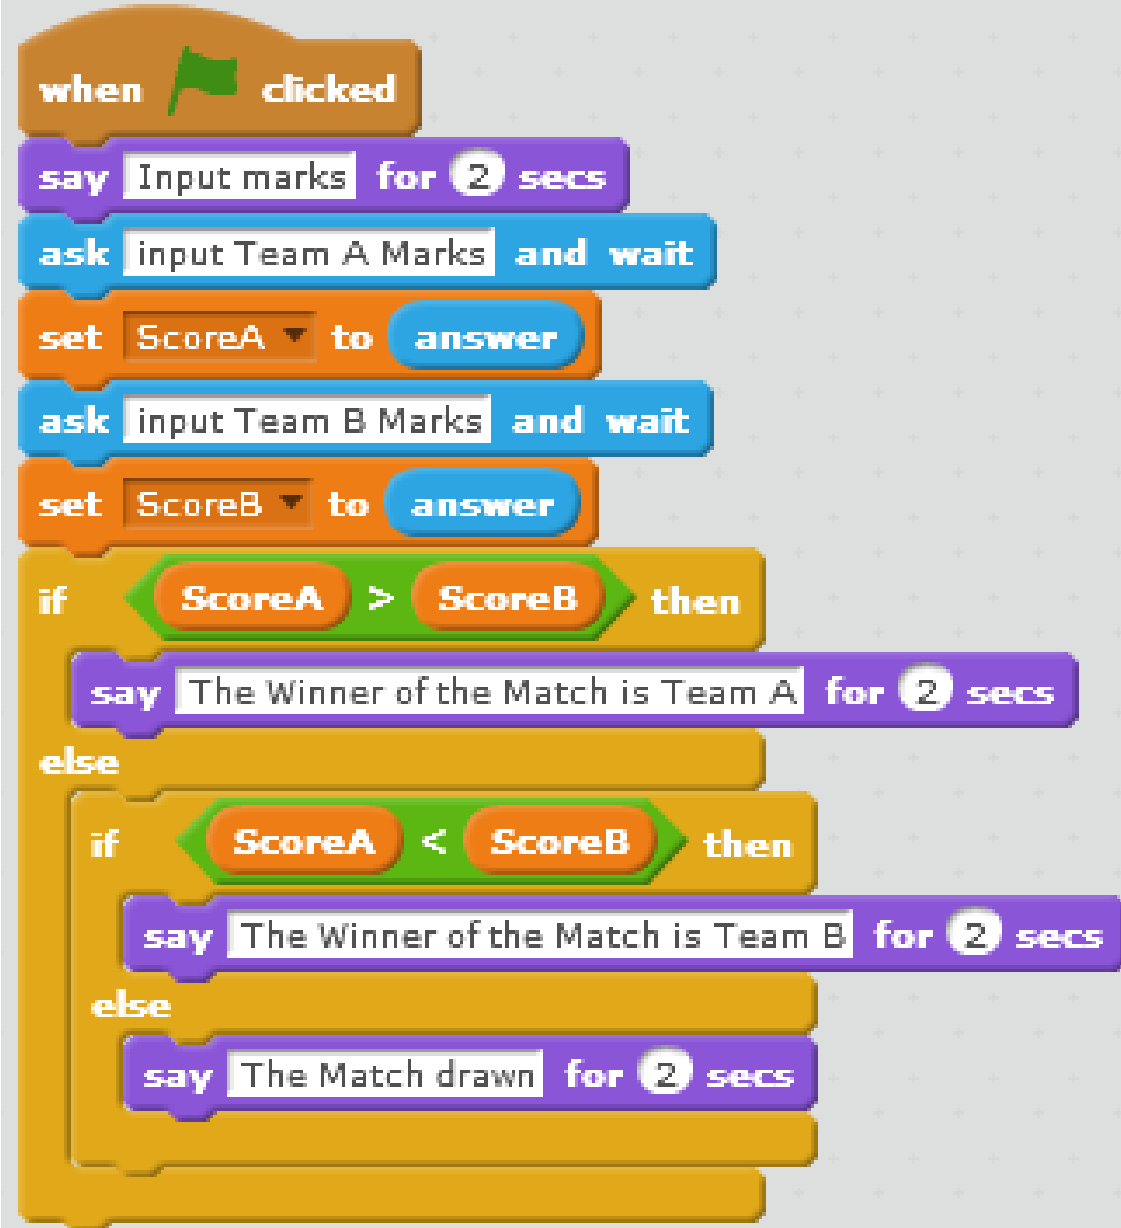 when clicked
say Input marks for 2 secs
ask input Team A Marks and wait
set ScoreA to answer
ask input Team B Marks and wait
set ScoreB to answer
if ScoreA > ScoreB then
say The Winner of the Match is Team A for 2 secs
else
if ScoreA < ScoreB then
say The Winner of the Match is Team B for 2 secs
else
say The Match drawn for 2 secs